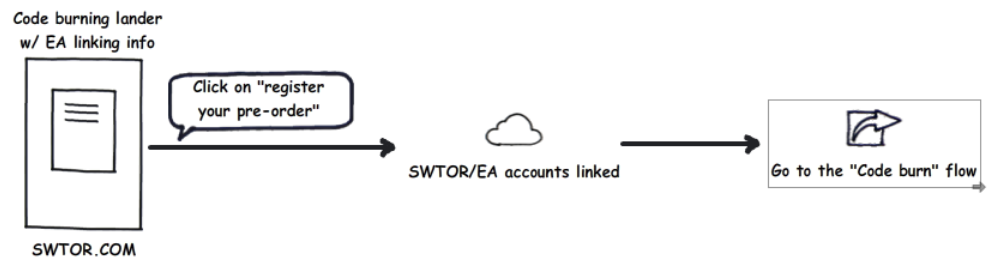 Code burning lander
w/ EA linking info
Click on "register
your pre-order"
SWTOR/EA accounts linked
Go to the "Code burn" flow
SWTOR.COM